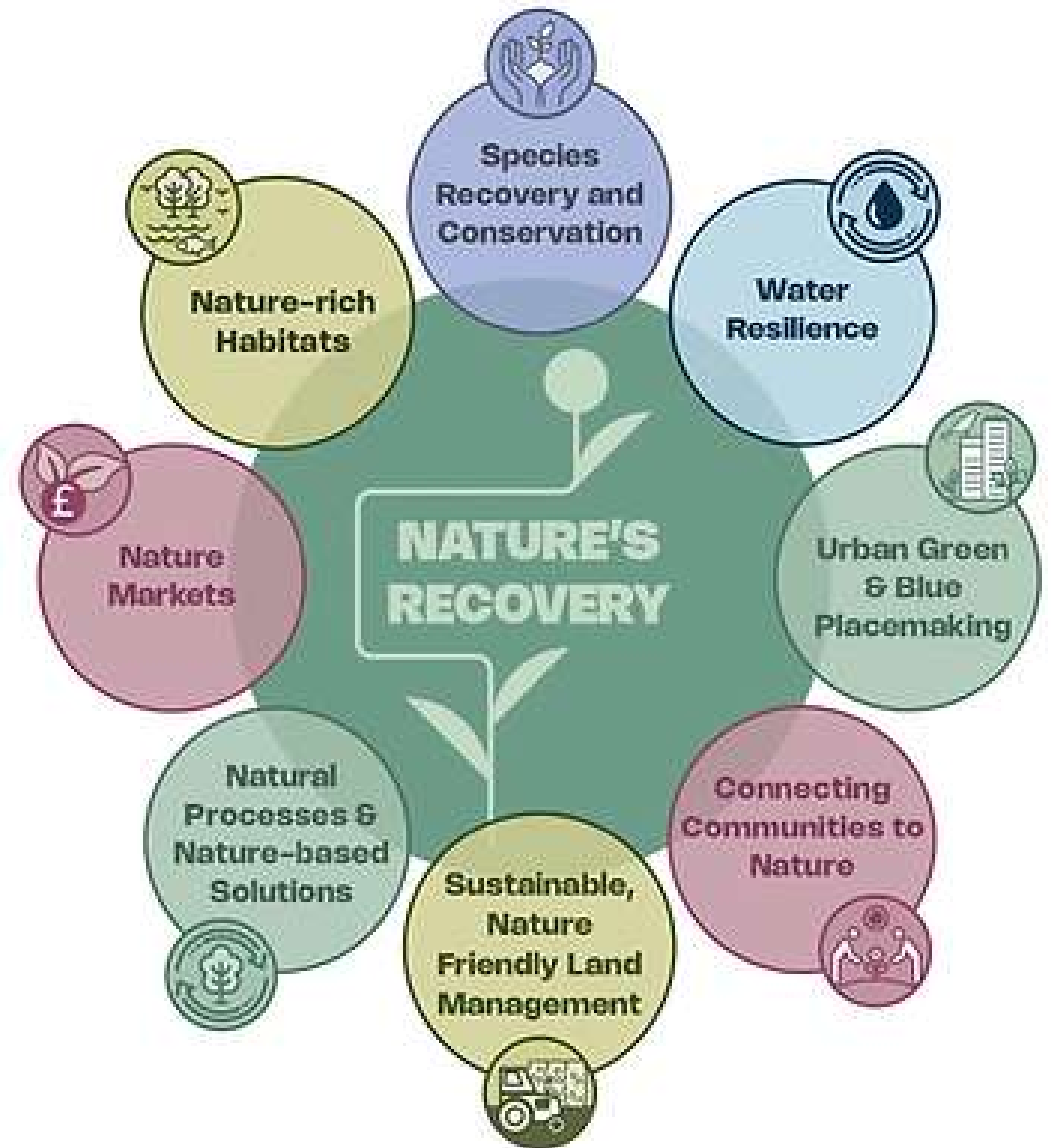 Species
Recovery and
Conservation
Water
Resilience
Urban Green
& Blue
Placemaking
Connecting
Communities to
Nature
Sustainable,
Nature
Friendly Land
Management
Natural
Processes &
Nature-based
Solutions
£
Nature
Markets
Nature-rich
Habitats
NATURE'S
RECOVERY